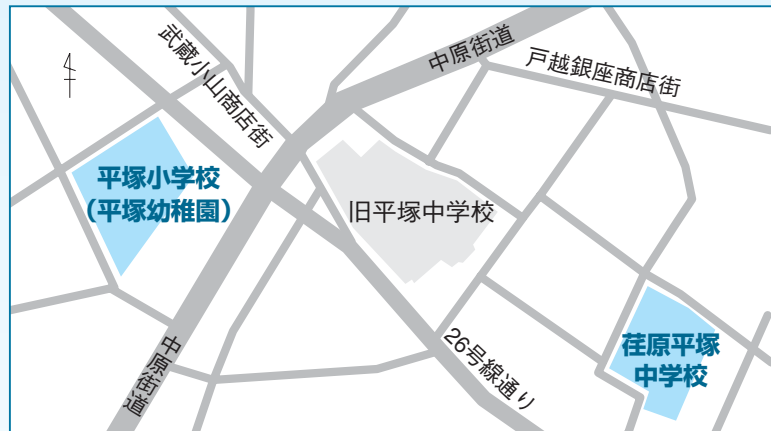 武蔵小山商店街
中原街道
戸越銀座商店街
平塚小学校
（平塚幼稚園）
旧平塚中学校
荏原平塚
中学校
26号線通り
中原街道